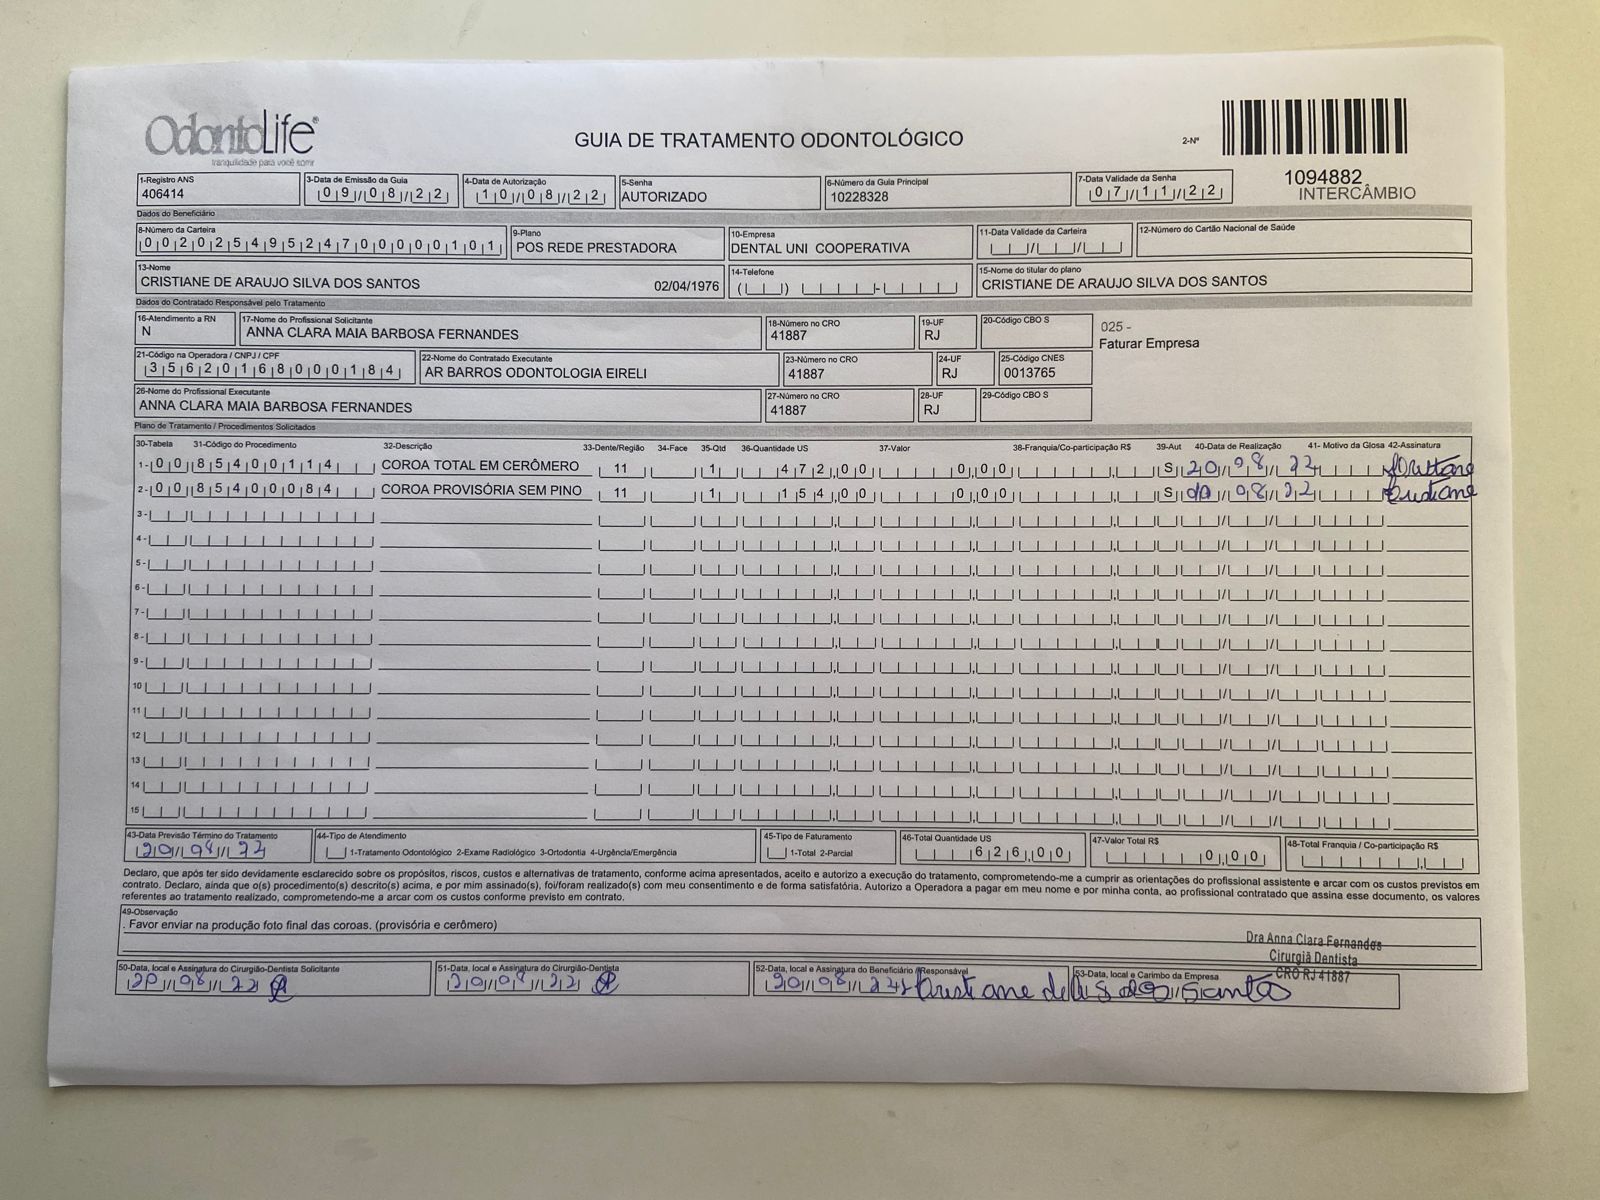 OdontoLife®
tranquilidade para você sorrir
GUIA DE TRATAMENTO ODONTOLÓGICO
2-Nº
1094882
INTERCÂMBIO
1-Registro ANS
406414
3-Data de Emissão da Guia
09/08/22
4-Data de Autorização
10/08/22
5-Senha
AUTORIZADO
6-Número da Guia Principal
10228328
7-Data Validade da Senha
07/11/22
Dados do Beneficiário
8-Número da Carteira
00202549524700000101
9-Plano
POS REDE PRESTADORA
10-Empresa
DENTAL UNI COOPERATIVA
11-Data Validade da Carteira
12-Número do Cartão Nacional de Saúde
13-Nome
CRISTIANE DE ARAUJO SILVA DOS SANTOS 02/04/1976
14-Telefone
15-Nome do titular do plano
CRISTIANE DE ARAUJO SILVA DOS SANTOS
Dados do Contratado Responsável pelo Tratamento
16-Atendimento a RN
N
17-Nome do Profissional Solicitante
ANNA CLARA MAIA BARBOSA FERNANDES
18-Número no CRO
41887
19-UF
RJ
20-Código CBO S
025 -
Faturar Empresa
21-Código na Operadora / CNPJ / CPF
35620168000184
22-Nome do Contratado Executante
AR BARROS ODONTOLOGIA EIRELI
23-Número no CRO
41887
24-UF
RJ
25-Código CNES
0013765
26-Nome do Profissional Executante
ANNA CLARA MAIA BARBOSA FERNANDES
27-Número no CRO
41887
28-UF
RJ
29-Código CBO S
Plano de Tratamento / Procedimentos Solicitados
30-Tabela 31-Código do Procedimento 32-Descrição 33-Dente/Região 34-Face 35-Qtd 36-Quantidade US 37-Valor 38-Franquia/Co-participação R$ 39-Aut 40-Data de Realização 41- Motivo da Glosa 42-Assinatura
1- 00 85400114 COROA TOTAL EM CERÔMERO 11 1 472,00 0,00 S 20/08/22 Cristiane
2- 00 85400084 COROA PROVISÓRIA SEM PINO 11 1 154,00 0,00 S 20/08/22 Cristiane
3-
4-
5-
6-
7-
8-
9-
10
11
12
13
14
15
43-Data Previsão Término do Tratamento
20/08/22
44-Tipo de Atendimento
1-Tratamento Odontológico 2-Exame Radiológico 3-Ortodontia 4-Urgência/Emergência
45-Tipo de Faturamento
1-Total 2-Parcial
46-Total Quantidade US
626,00
47-Valor Total R$
0,00
48-Total Franquia / Co-participação R$
Declaro, que após ter sido devidamente esclarecido sobre os propósitos, riscos, custos e alternativas de tratamento, conforme acima apresentados, aceito e autorizo a execução do tratamento, comprometendo-me a cumprir as orientações do profissional assistente e arcar com os custos previstos em
contrato. Declaro, ainda que o(s) procedimento(s) descrito(s) acima, e por mim assinado(s), foi/foram realizado(s) com meu consentimento e de forma satisfatória. Autorizo a Operadora a pagar em meu nome e por minha conta, ao profissional contratado que assina esse documento, os valores
referentes ao tratamento realizado, comprometendo-me a arcar com os custos conforme previsto em contrato.
49-Observação
. Favor enviar na produção foto final das coroas. (provisória e cerômero)
Dra Anna Clara Fernandes
Cirurgiã Dentista
CRO RJ 41887
50-Data, local e Assinatura do Cirurgião-Dentista Solicitante
20/08/22
51-Data, local e Assinatura do Cirurgião-Dentista
20/08/22
52-Data, local e Assinatura do Beneficiário / Responsável
20/08/22 Cristiane de A S dos Santos
53-Data, local e Carimbo da Empresa